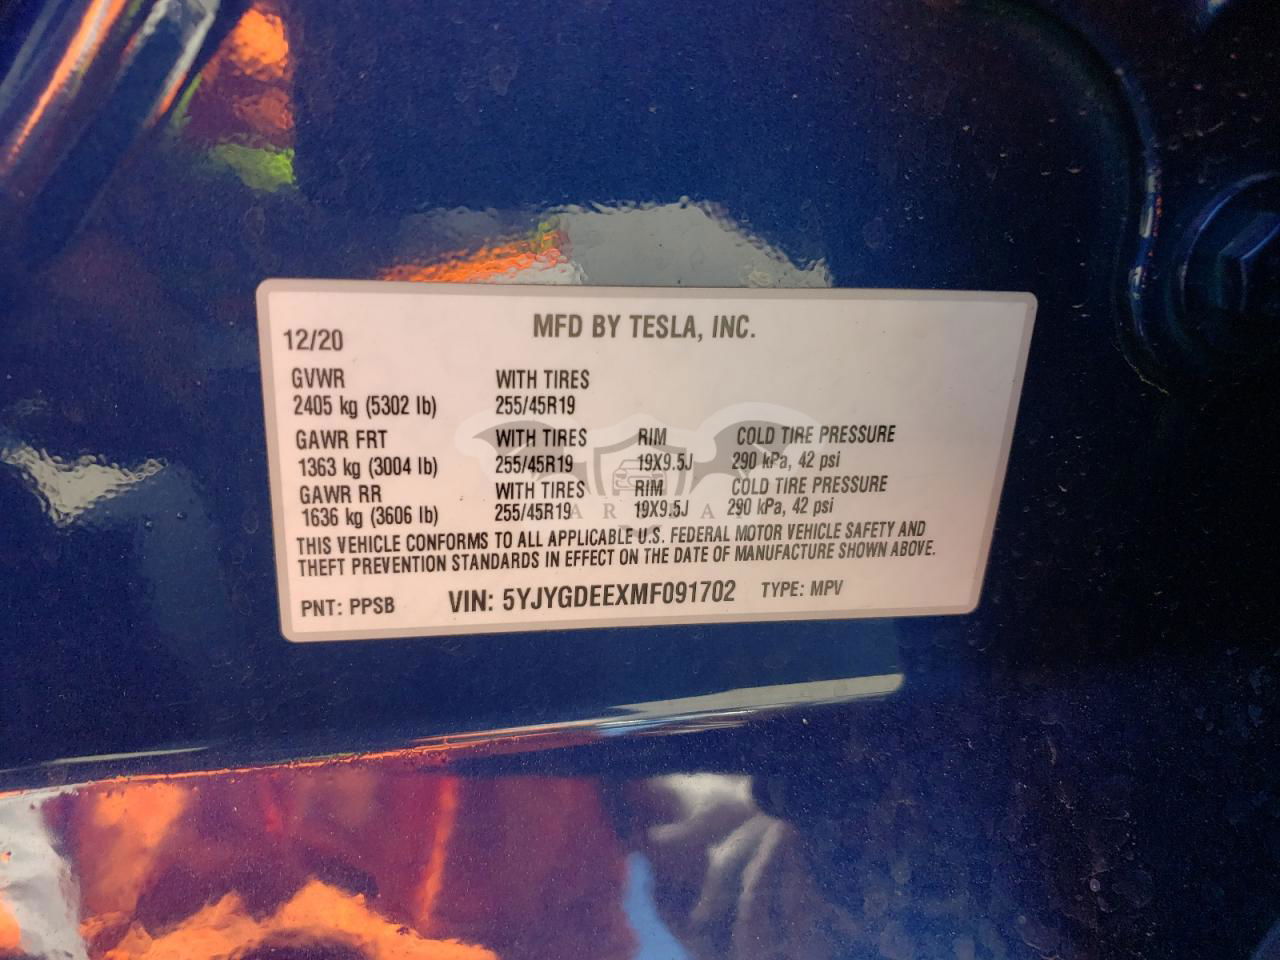 MFD BY TESLA, INC.
12/20
GVWR WITH TIRES
2405 kg (5302 lb) 255/45R19
GAWR FRT WITH TIRES RIM COLD TIRE PRESSURE
1363 kg (3004 lb) 255/45R19 19X9.5J 290 kPa, 42 psi
GAWR RR WITH TIRES RIM COLD TIRE PRESSURE
1636 kg (3606 lb) 255/45R19 19X9.5J 290 kPa, 42 psi
THIS VEHICLE CONFORMS TO ALL APPLICABLE U.S. FEDERAL MOTOR VEHICLE SAFETY AND
THEFT PREVENTION STANDARDS IN EFFECT ON THE DATE OF MANUFACTURE SHOWN ABOVE.
PNT: PPSB VIN: 5YJYGDEEXMF091702 TYPE: MPV